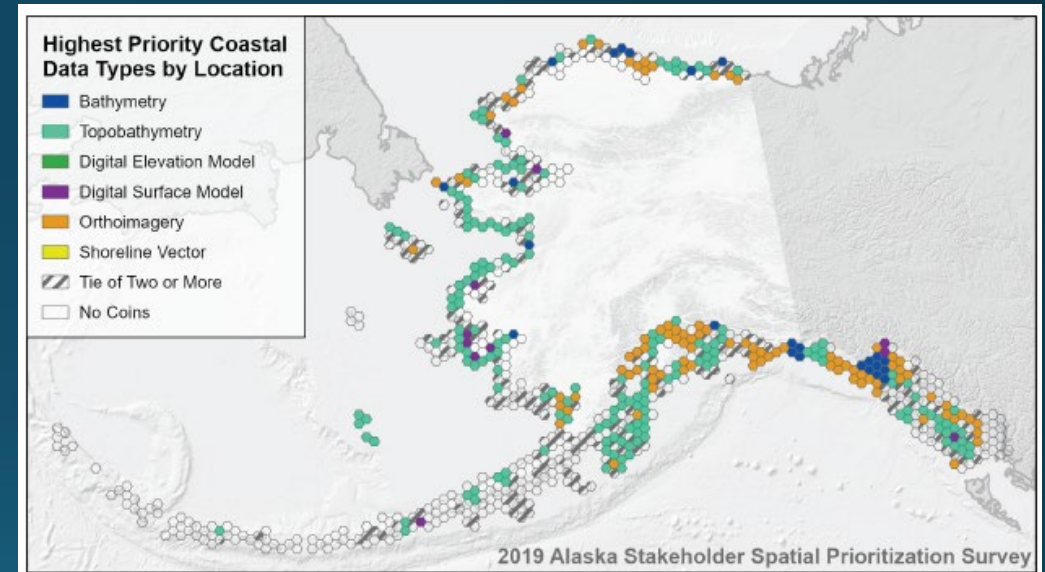 Highest Priority Coastal
Data Types by Location
Bathymetry
Topobathymetry
Digital Elevation Model
Digital Surface Model
Orthoimagery
Shoreline Vector
Tie of Two or More
No Coins
2019 Alaska Stakeholder Spatial Prioritization Survey